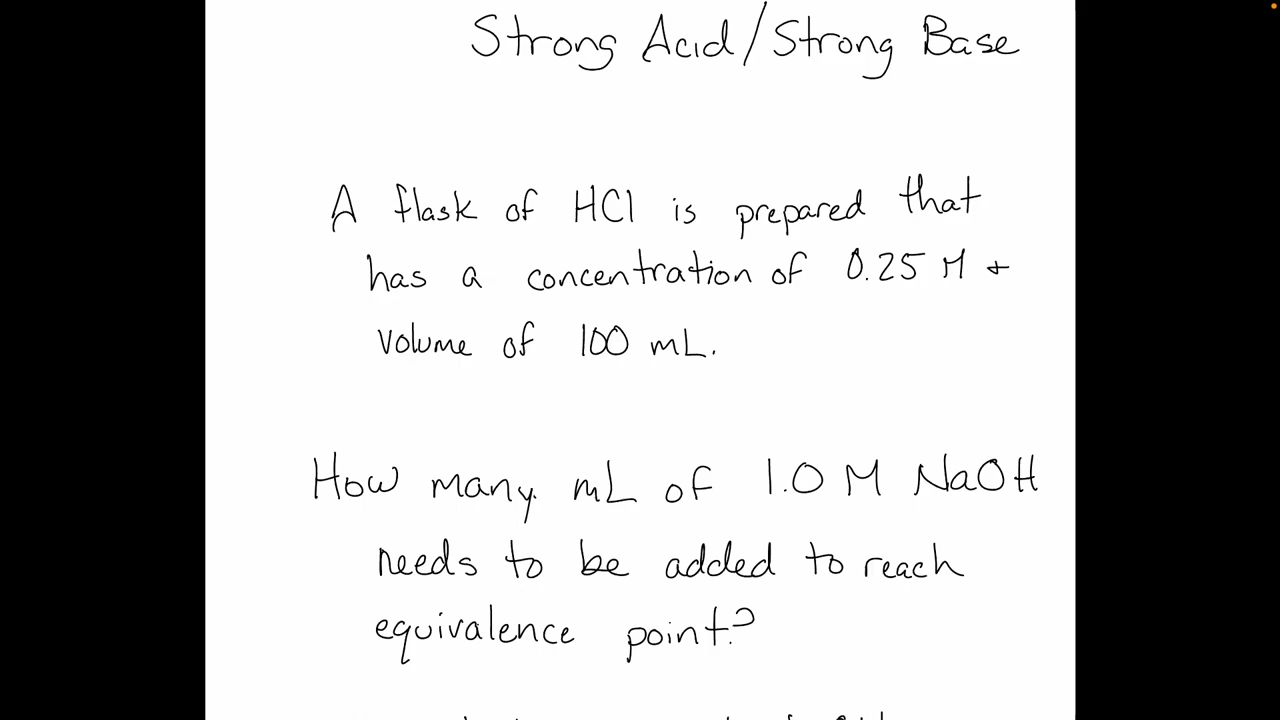 Strong Acid/Strong Base
A flask of HCl is prepared that
has a concentration of 0.25 M +
volume of 100 mL.
How many mL of 1.0 M NaOH
needs to be added to reach
equivalence point?